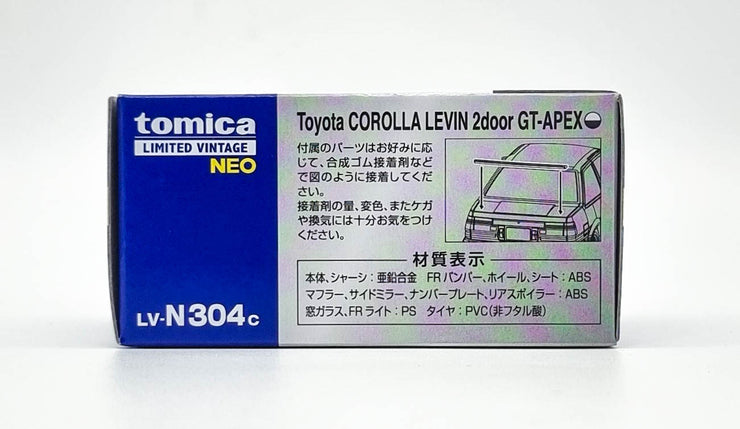 tomica
LIMITED VINTAGE
NEO
LV-N304c
Toyota COROLLA LEVIN 2door GT-APEX
付属のパーツはお好みに応
じて、合成ゴム接着剤など
で図のように接着してくだ
さい。
接着剤の量、変色、またケガ
や換気には十分お気をつけ
ください。
材質表示
本体、シャーシ：亜鉛合金　FRバンパー、ホイール、シート：ABS
マフラー、サイドミラー、ナンバープレート、リアスポイラー：ABS
窓ガラス、FRライト：PS　タイヤ：PVC（非フタル酸）